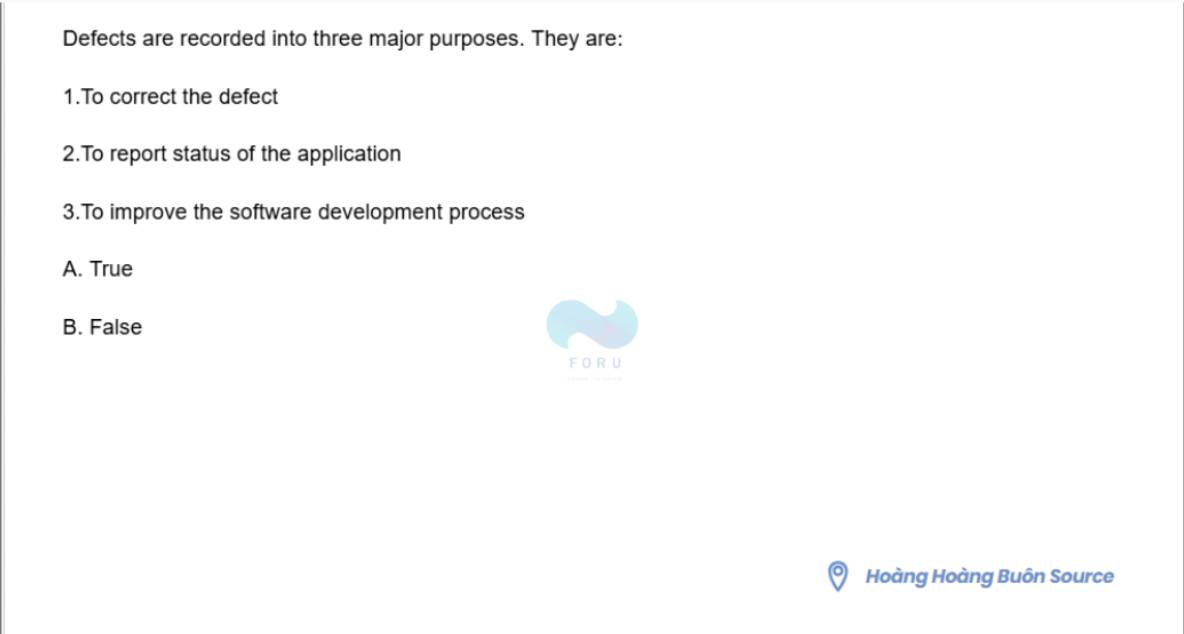 Defects are recorded into three major purposes. They are:
1.To correct the defect
2.To report status of the application
3.To improve the software development process
A. True
B. False
FORU
Hoàng Hoàng Buôn Source